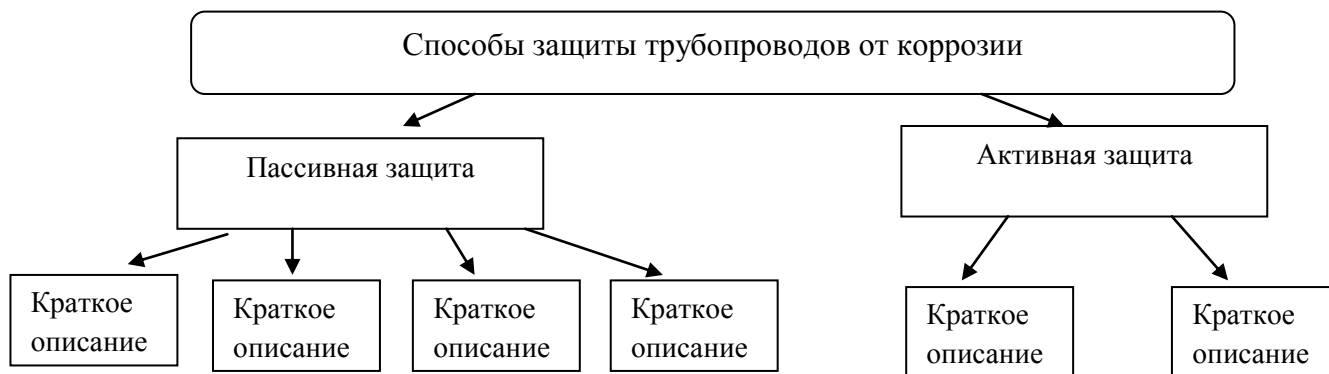 Способы защиты трубопроводов от коррозии
Пассивная защита
Активная защита
Краткое
описание
Краткое
описание
Краткое
описание
Краткое
описание
Краткое
описание
Краткое
описание